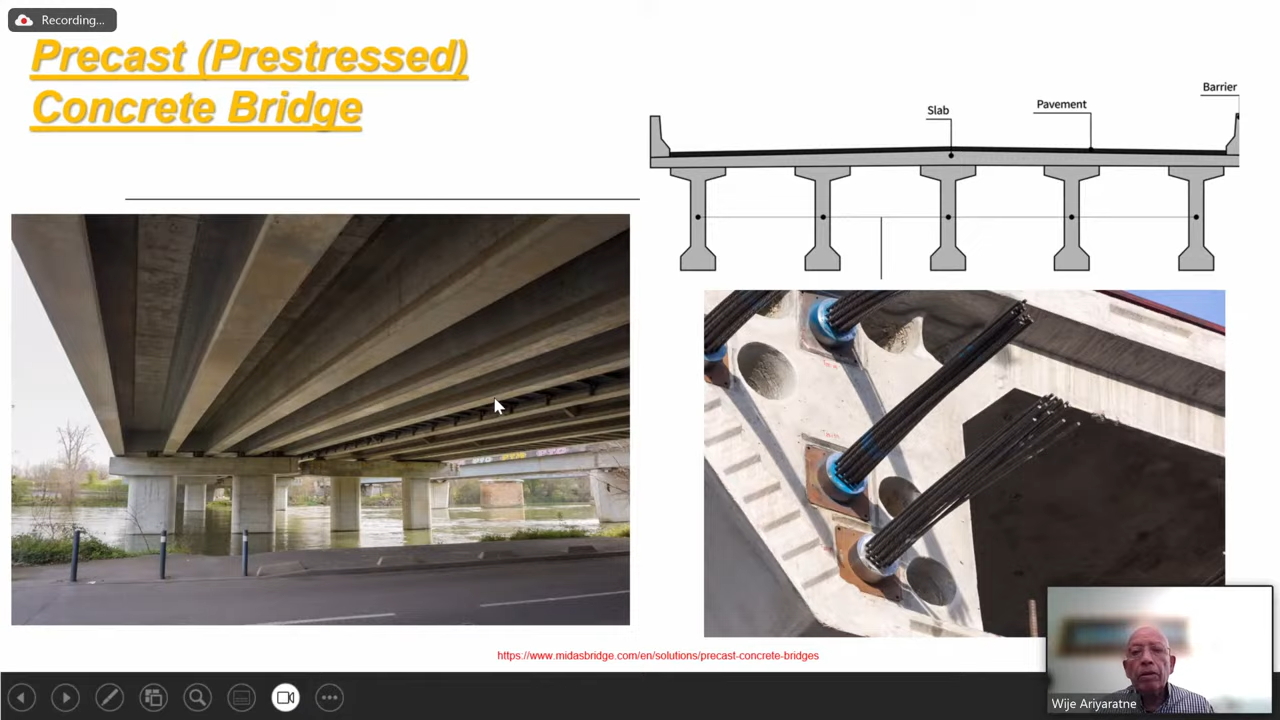 Recording...
Precast (Prestressed)
Concrete Bridge
Barrier
Slab
Pavement
https://www.midasbridge.com/en/solutions/precast-concrete-bridges
Wije Ariyaratne